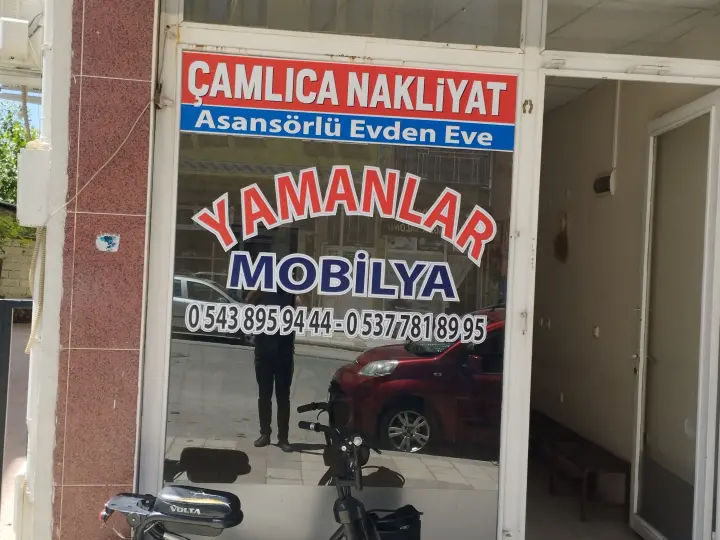 ÇAMLICA NAKLİYAT
Asansörlü Evden Eve
YAMANLAR
MOBİLYA
0 543 895 94 44 - 0 537 781 89 95
VOLTA